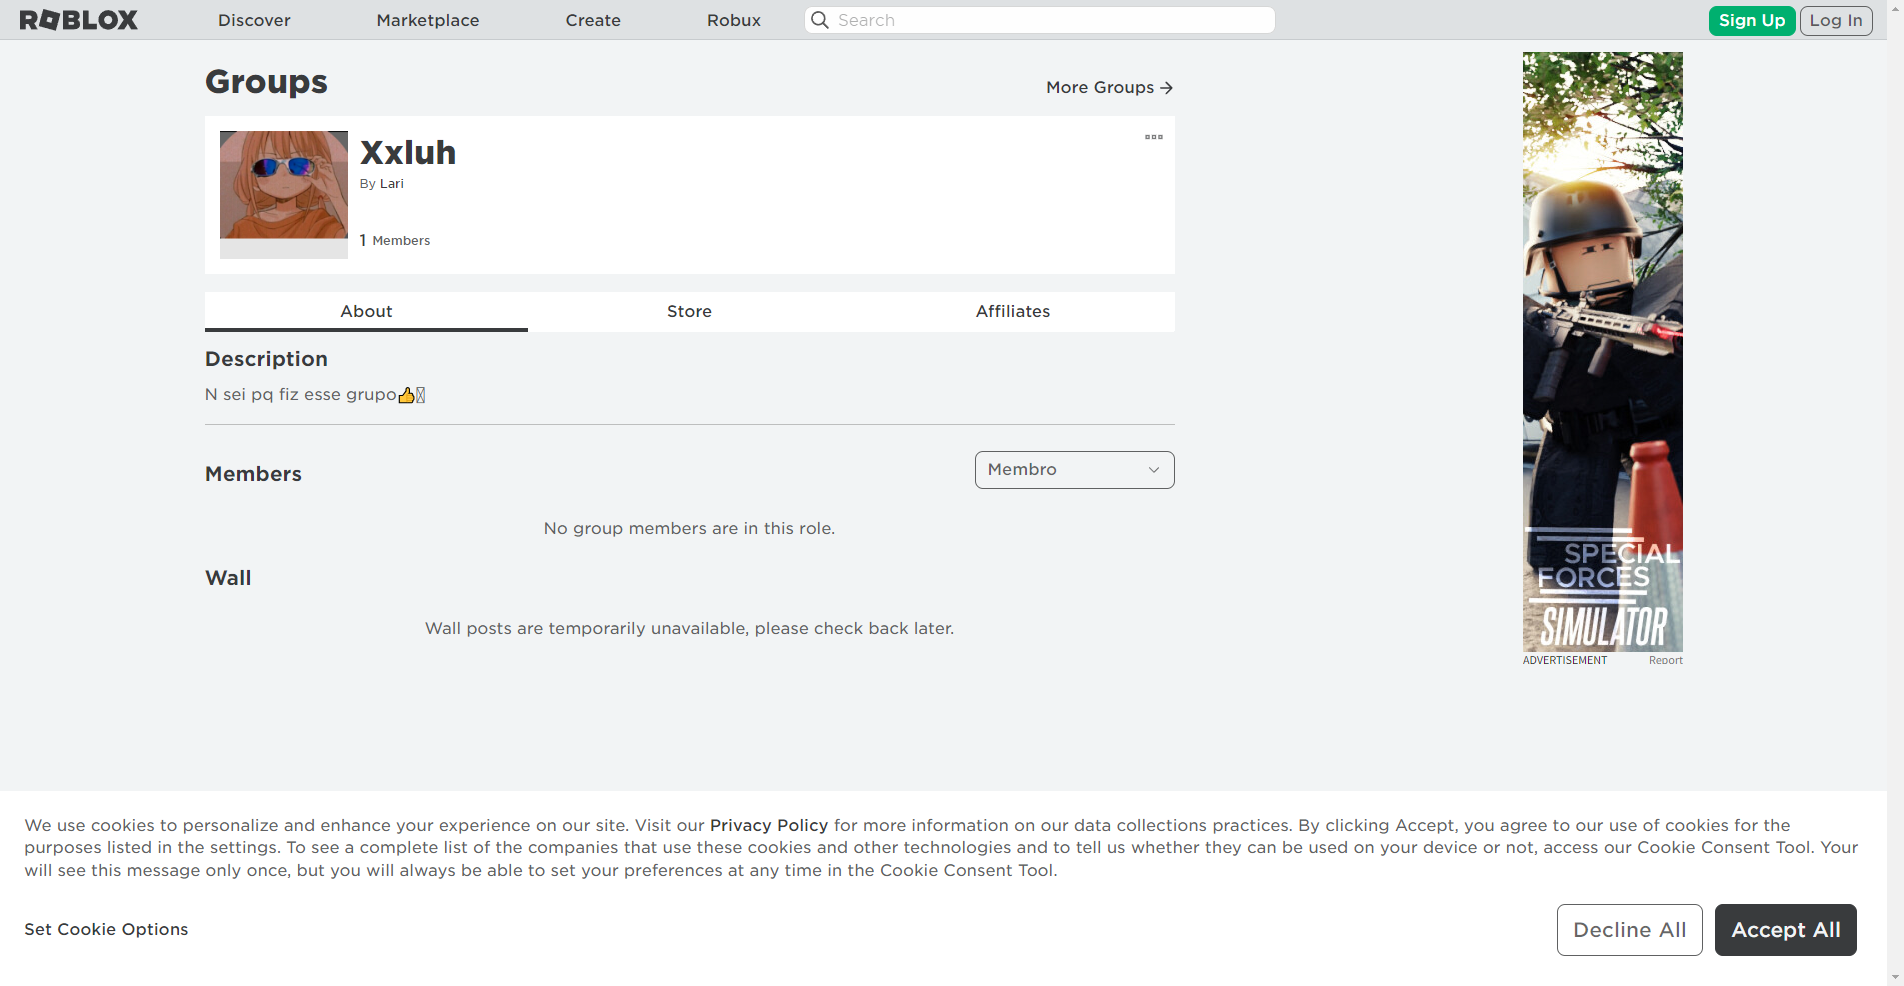 ROBLOX Discover Marketplace Create Robux Search Sign Up Log In
Groups
More Groups →
Xxluh
By Lari
1 Members
About Store Affiliates
Description
N sei pq fiz esse grupo👍
Members
Membro
No group members are in this role.
Wall
Wall posts are temporarily unavailable, please check back later.
SPECIAL
FORCES
SIMULATOR
ADVERTISEMENT Report
We use cookies to personalize and enhance your experience on our site. Visit our Privacy Policy for more information on our data collections practices. By clicking Accept, you agree to our use of cookies for the
purposes listed in the settings. To see a complete list of the companies that use these cookies and other technologies and to tell us whether they can be used on your device or not, access our Cookie Consent Tool. Your
will see this message only once, but you will always be able to set your preferences at any time in the Cookie Consent Tool.
Set Cookie Options
Decline All
Accept All